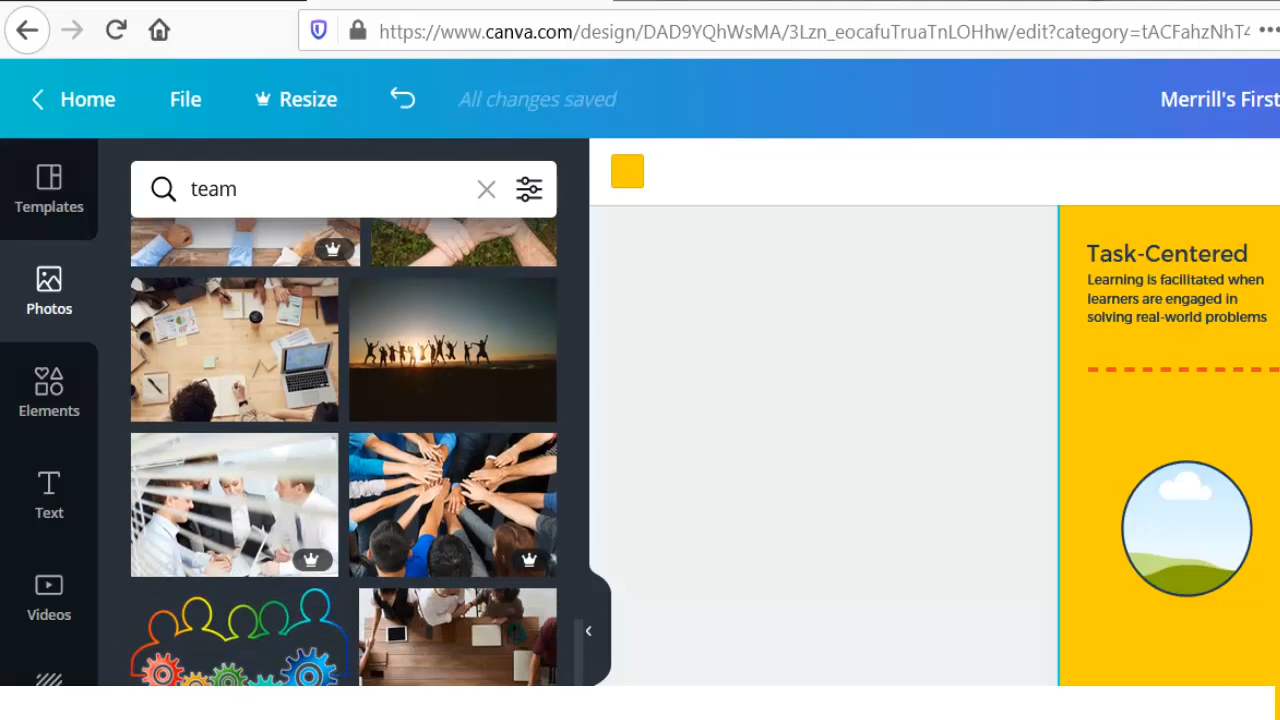 https://www.canva.com/design/DAD9YQhWsMA/3Lzn_eocafuTruaTnLOHhw/edit?category=tACFahzNhT4
Home File Resize All changes saved Merrill's First
team
Templates
Photos
Elements
Text
Videos
Task-Centered
Learning is facilitated when
learners are engaged in
solving real-world problems